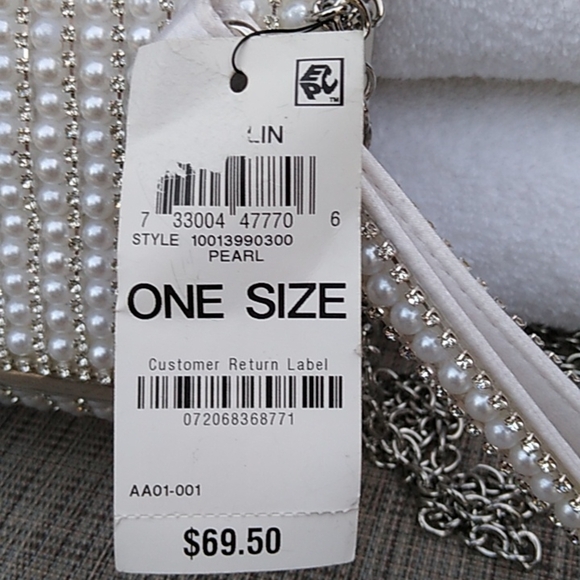 EPC
TM
LIN
7 33004 47770 6
STYLE 10013990300
PEARL
ONE SIZE
Customer Return Label
072068368771
AA01-001
$69.50